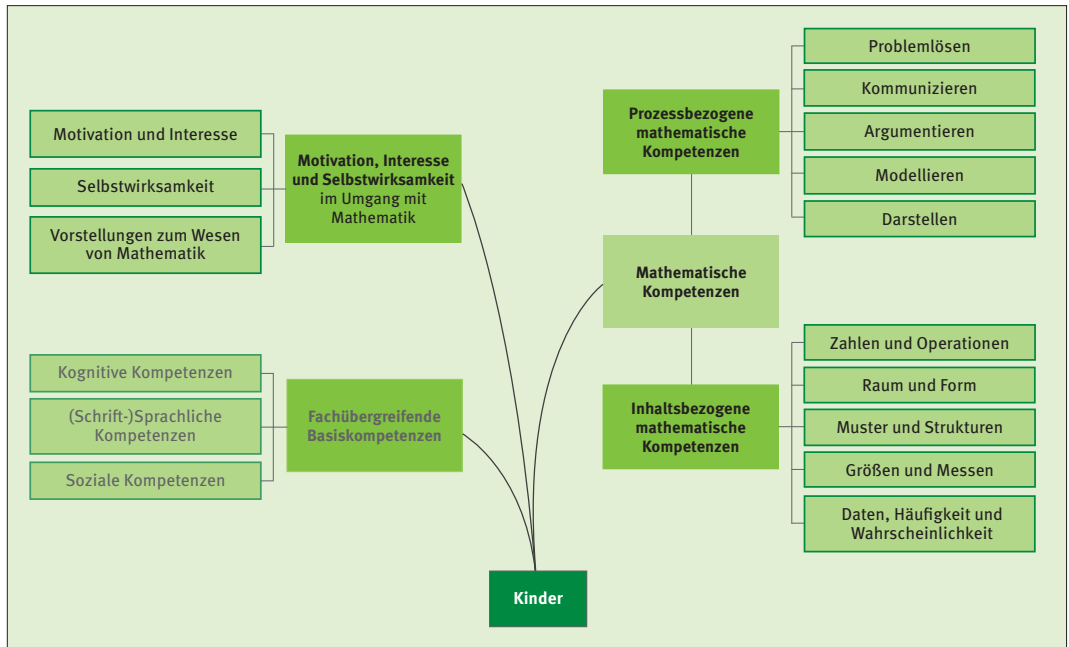 Motivation und Interesse
Selbstwirksamkeit
Vorstellungen zum Wesen
von Mathematik
Motivation, Interesse
und Selbstwirksamkeit
im Umgang mit
Mathematik
Kognitive Kompetenzen
(Schrift-)Sprachliche
Kompetenzen
Soziale Kompetenzen
Fachübergreifende
Basiskompetenzen
Prozessbezogene
mathematische
Kompetenzen
Problemlösen
Kommunizieren
Argumentieren
Modellieren
Darstellen
Mathematische
Kompetenzen
Inhaltsbezogene
mathematische
Kompetenzen
Zahlen und Operationen
Raum und Form
Muster und Strukturen
Größen und Messen
Daten, Häufigkeit und
Wahrscheinlichkeit
Kinder